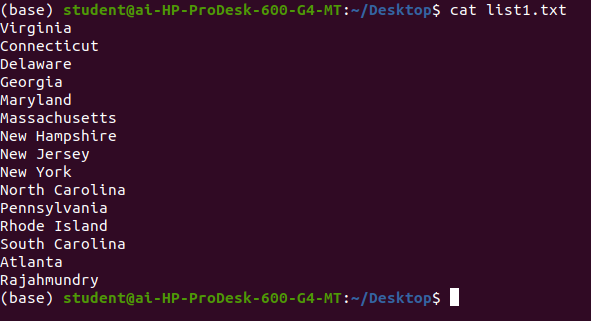 (base) student@ai-HP-ProDesk-600-G4-MT:~/Desktop$ cat list1.txt
Virginia
Connecticut
Delaware
Georgia
Maryland
Massachusetts
New Hampshire
New Jersey
New York
North Carolina
Pennsylvania
Rhode Island
South Carolina
Atlanta
Rajahmundry
(base) student@ai-HP-ProDesk-600-G4-MT:~/Desktop$